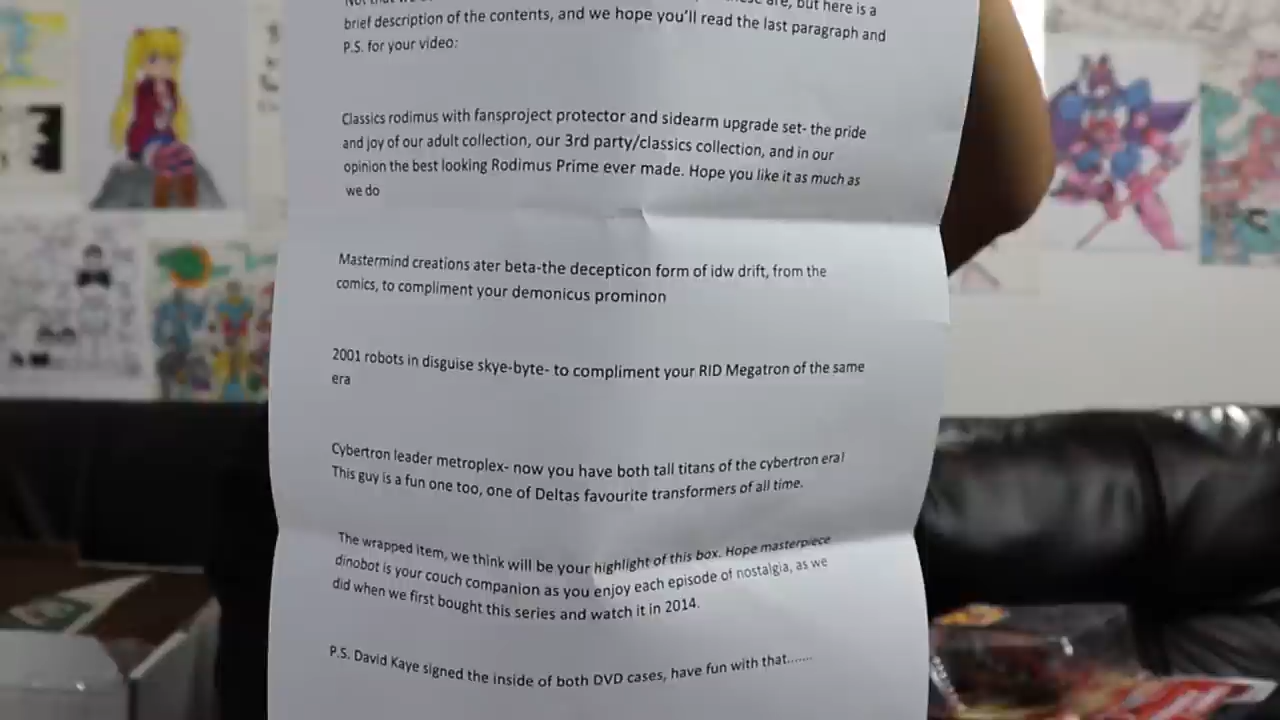 are, but here is a
brief description of the contents, and we hope you'll read the last paragraph and
P.S. for your video:
Classics rodimus with fansproject protector and sidearm upgrade set- the pride
and joy of our adult collection, our 3rd party/classics collection, and in our
opinion the best looking Rodimus Prime ever made. Hope you like it as much as
we do
Mastermind creations ater beta-the decepticon form of idw drift, from the
comics, to compliment your demonicus prominon
2001 robots in disguise skye-byte- to compliment your RID Megatron of the same
era
Cybertron leader metroplex- now you have both tall titans of the cybertron era!
This guy is a fun one too, one of Deltas favourite transformers of all time.
The wrapped item, we think will be your highlight of this box. Hope masterpiece
dinobot is your couch companion as you enjoy each episode of nostalgia, as we
did when we first bought this series and watch it in 2014.
P.S. David Kaye signed the inside of both DVD cases, have fun with that.......